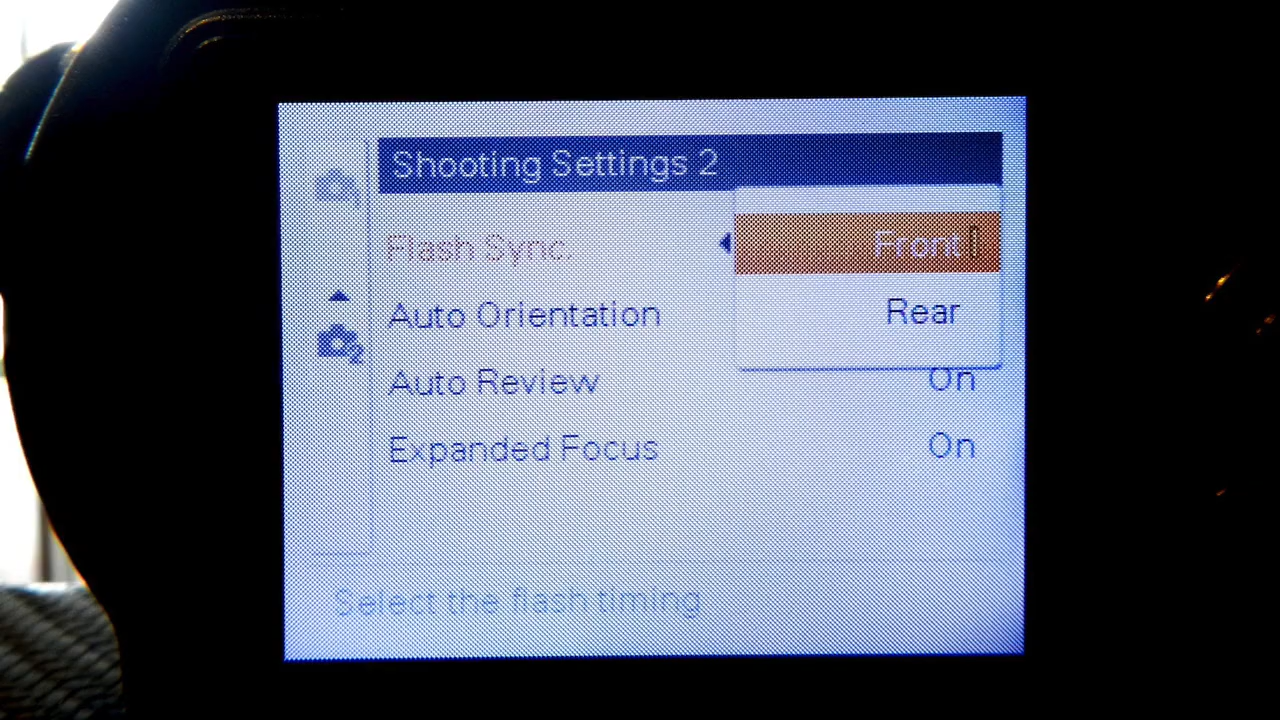 Shooting Settings 2
Flash Sync. Front
Auto Orientation Rear
Auto Review On
Expanded Focus On
Select the flash timing